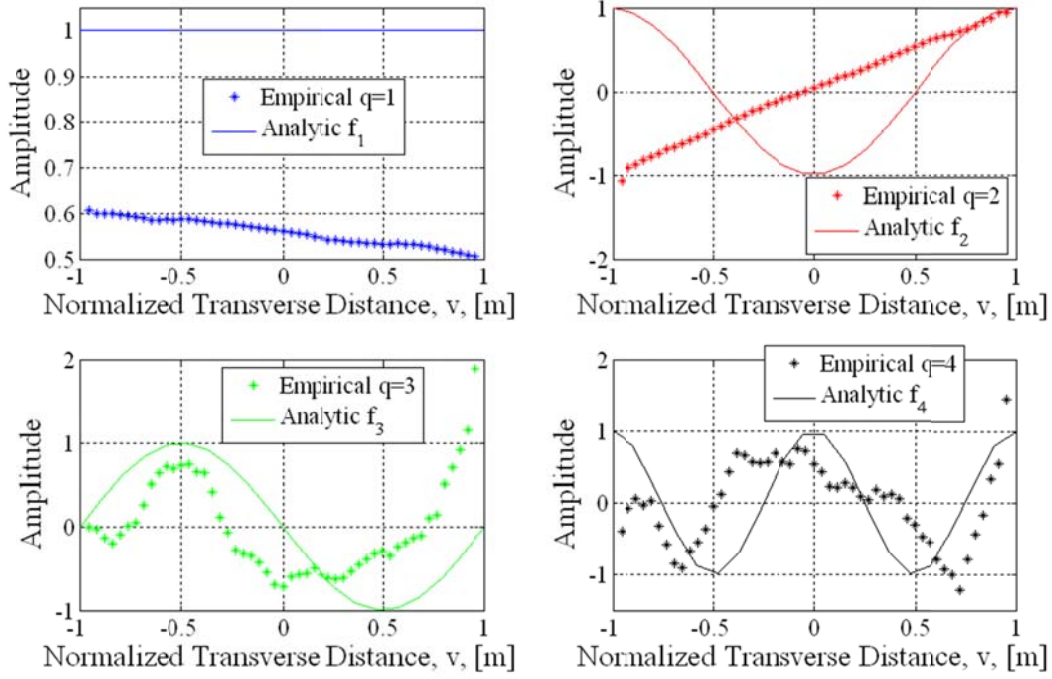 1
0.9
0.8
0.7
0.6
0.5
Amplitude
Empirical q=1
Analytic f1
-1 -0.5 0 0.5 1
Normalized Transverse Distance, v, [m]
1
0
-1
-2
Amplitude
Empirical q=2
Analytic f2
-1 -0.5 0 0.5 1
Normalized Transverse Distance, v, [m]
2
1
0
-1
Amplitude
Empirical q=3
Analytic f3
-1 -0.5 0 0.5 1
Normalized Transverse Distance, v, [m]
2
1
0
-1
Amplitude
Empirical q=4
Analytic f4
-1 -0.5 0 0.5 1
Normalized Transverse Distance, v, [m]